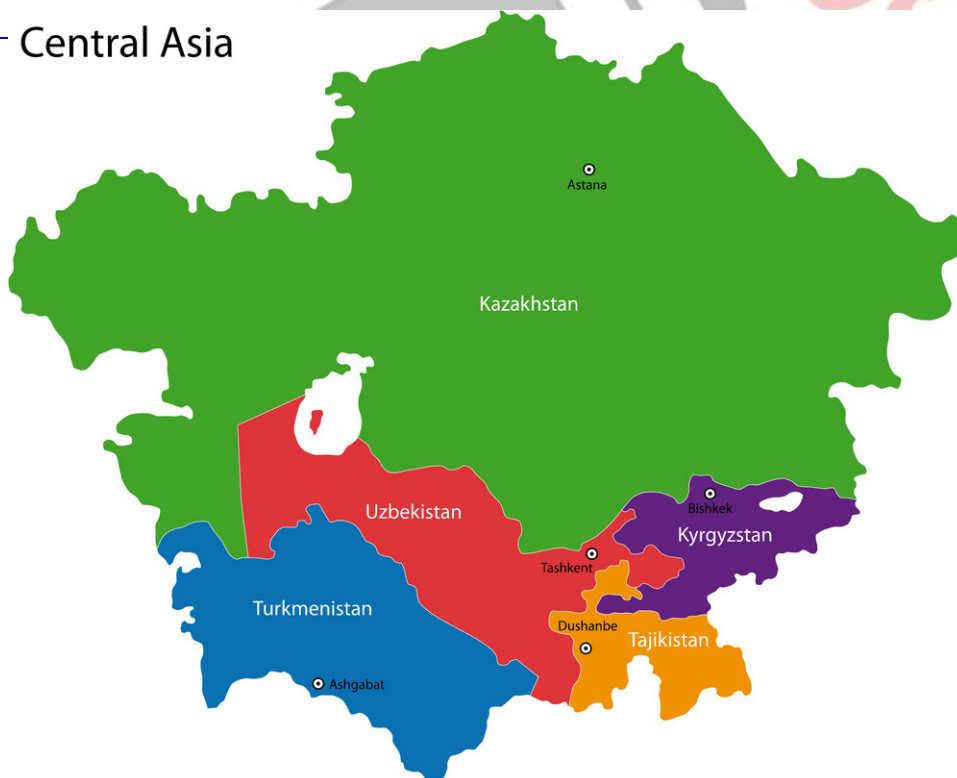 Central Asia
Astana
Kazakhstan
Uzbekistan
Bishkek
Kyrgyzstan
Tashkent
Turkmenistan
Dushanbe
Tajikistan
Ashgabat